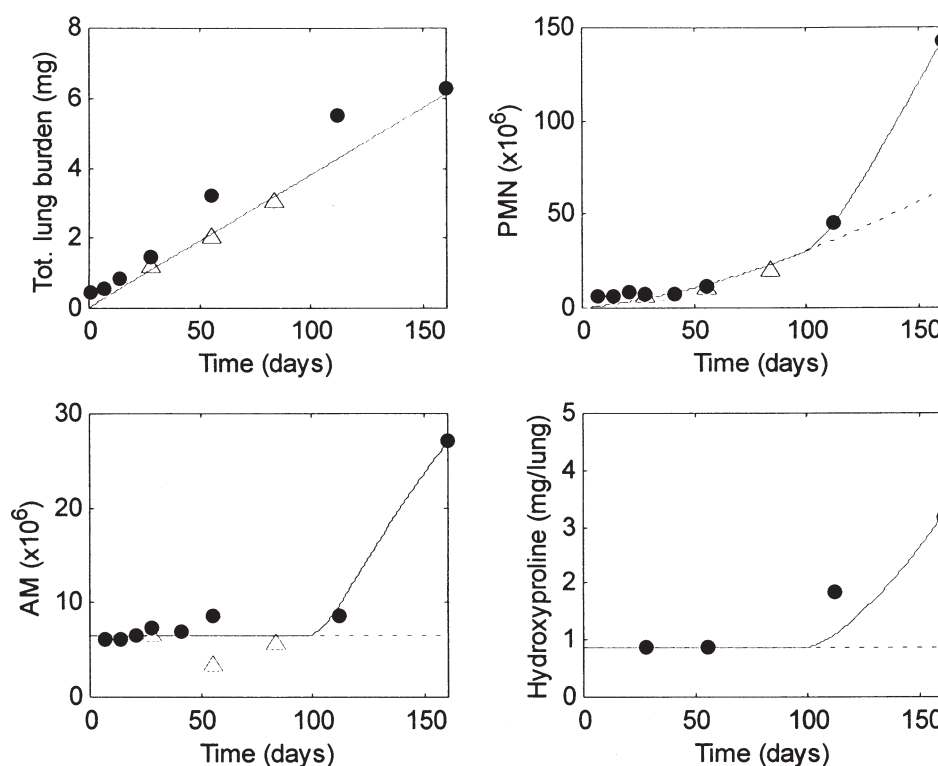 8
6
4
2
0
Tot. lung burden (mg)
0 50 100 150
Time (days)
150
100
50
0
PMN (x10⁶)
0 50 100 150
Time (days)
30
20
10
0
AM (x10⁶)
0 50 100 150
Time (days)
5
4
3
2
1
0
Hydroxyproline (mg/lung)
0 50 100 150
Time (days)